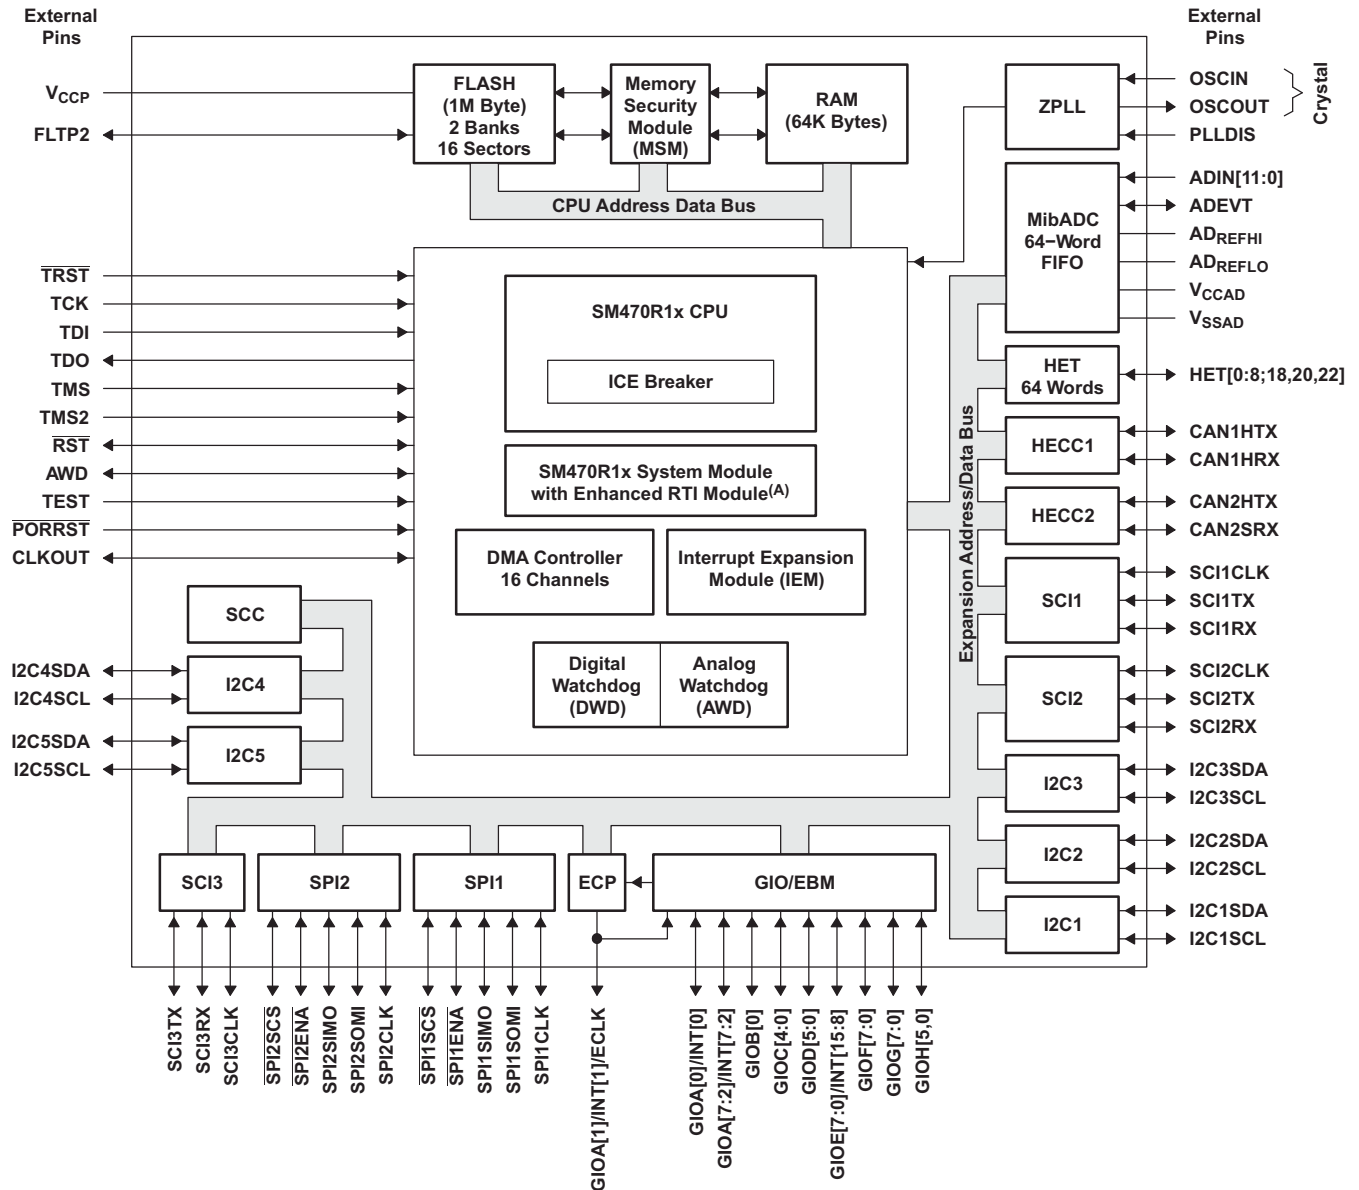 External
Pins
External
Pins
VCCP
FLTP2
FLASH
(1M Byte)
2 Banks
16 Sectors
Memory
Security
Module
(MSM)
RAM
(64K Bytes)
ZPLL
OSCIN
OSCOUT
PLLDIS
Crystal
CPU Address Data Bus
MibADC
64−Word
FIFO
ADIN[11:0]
ADEVT
ADREFHI
ADREFLO
VCCAD
VSSAD
TRST
TCK
TDI
TDO
TMS
TMS2
RST
AWD
TEST
PORRST
CLKOUT
SM470R1x CPU
ICE Breaker
SM470R1x System Module
with Enhanced RTI Module(A)
DMA Controller
16 Channels
Interrupt Expansion
Module (IEM)
Digital
Watchdog
(DWD)
Analog
Watchdog
(AWD)
Expansion Address/Data Bus
HET
64 Words
HET[0:8;18,20,22]
HECC1
CAN1HTX
CAN1HRX
HECC2
CAN2HTX
CAN2SRX
SCI1
SCI1CLK
SCI1TX
SCI1RX
SCI2
SCI2CLK
SCI2TX
SCI2RX
I2C3
I2C3SDA
I2C3SCL
I2C2
I2C2SDA
I2C2SCL
I2C1
I2C1SDA
I2C1SCL
SCC
I2C4SDA
I2C4SCL
I2C4
I2C5SDA
I2C5SCL
I2C5
SCI3
SPI2
SPI1
ECP
GIO/EBM
SCI3TX
SCI3RX
SCI3CLK
SPI2SCS
SPI2ENA
SPI2SIMO
SPI2SOMI
SPI2CLK
SPI1SCS
SPI1ENA
SPI1SIMO
SPI1SOMI
SPI1CLK
GIOA[1]/INT[1]/ECLK
GIOA[0]/INT[0]
GIOA[7:2]/INT[7:2]
GIOB[0]
GIOC[4:0]
GIOD[5:0]
GIOE[7:0]/INT[15:8]
GIOF[7:0]
GIOG[7:0]
GIOH[5,0]